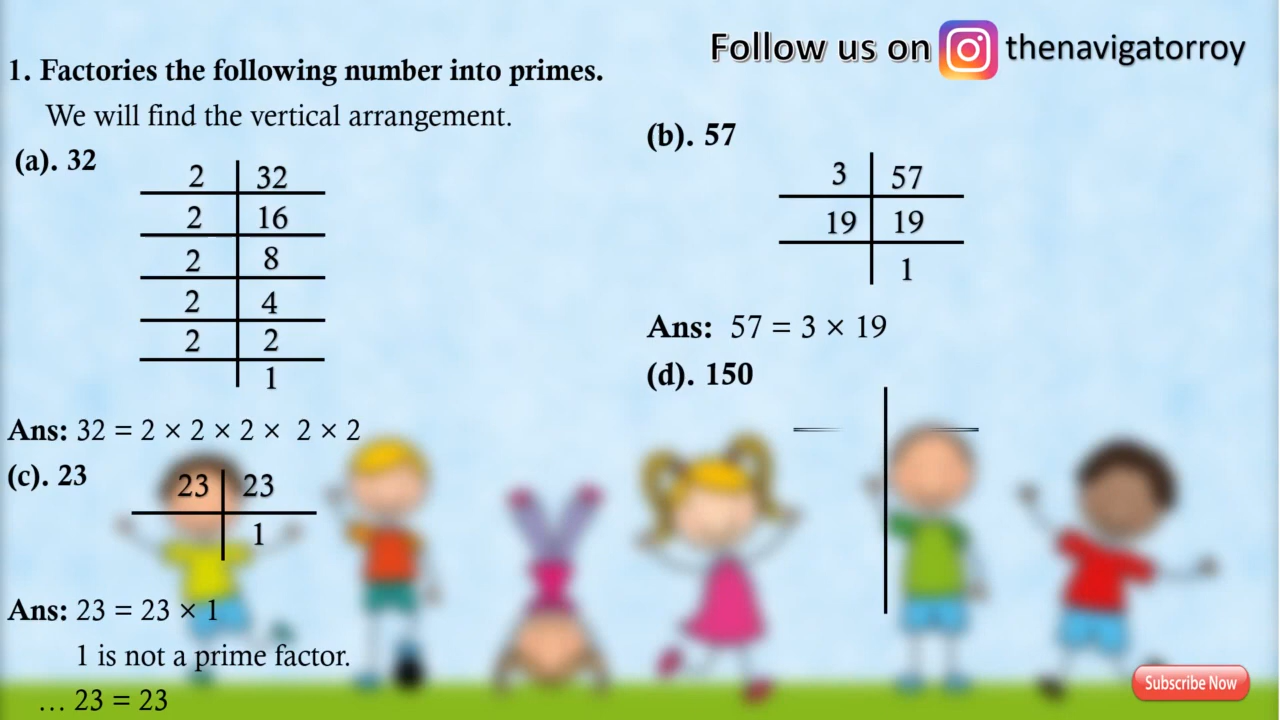 Follow us on thenavigatorroy
1. Factories the following number into primes.
We will find the vertical arrangement.
(a). 32
2 32
2 16
2 8
2 4
2 2
1
Ans: 32 = 2 × 2 × 2 × 2 × 2
(b). 57
3 57
19 19
1
Ans: 57 = 3 × 19
(c). 23
23 23
1
Ans: 23 = 23 × 1
1 is not a prime factor.
... 23 = 23
(d). 150
Subscribe Now